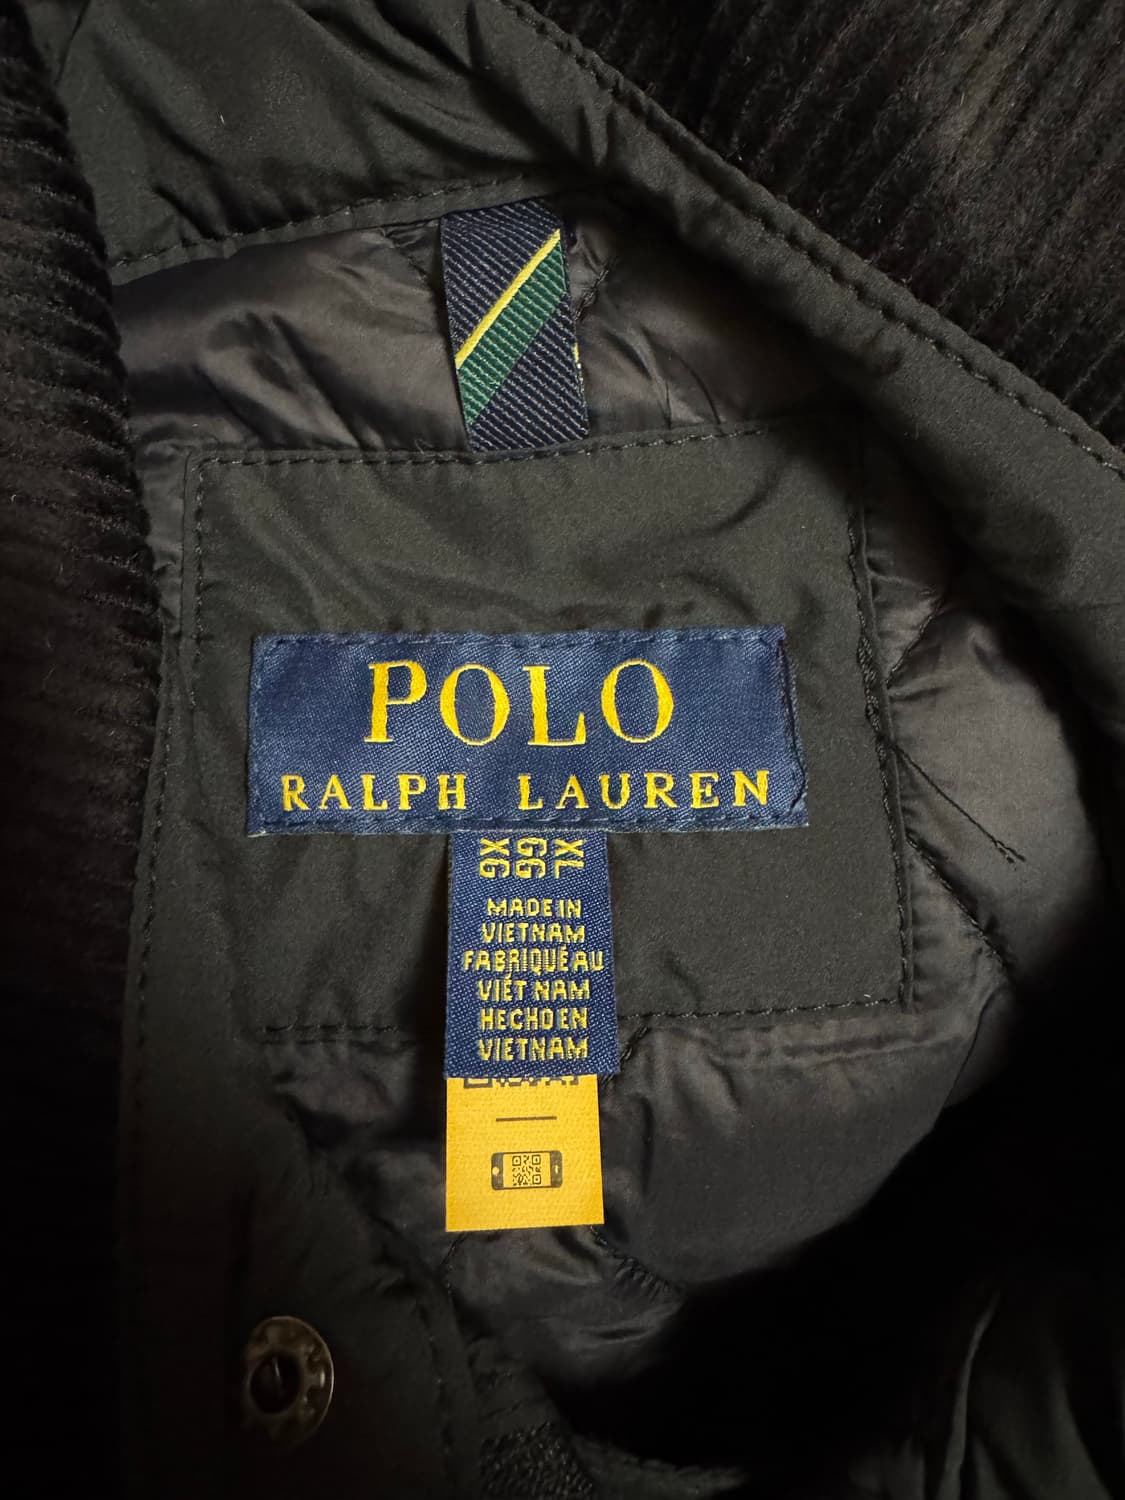 POLO
RALPH LAUREN
XL
GG
XG
MADE IN
VIETNAM
FABRIQUÉ AU
VIÊT NAM
HECHO EN
VIETNAM